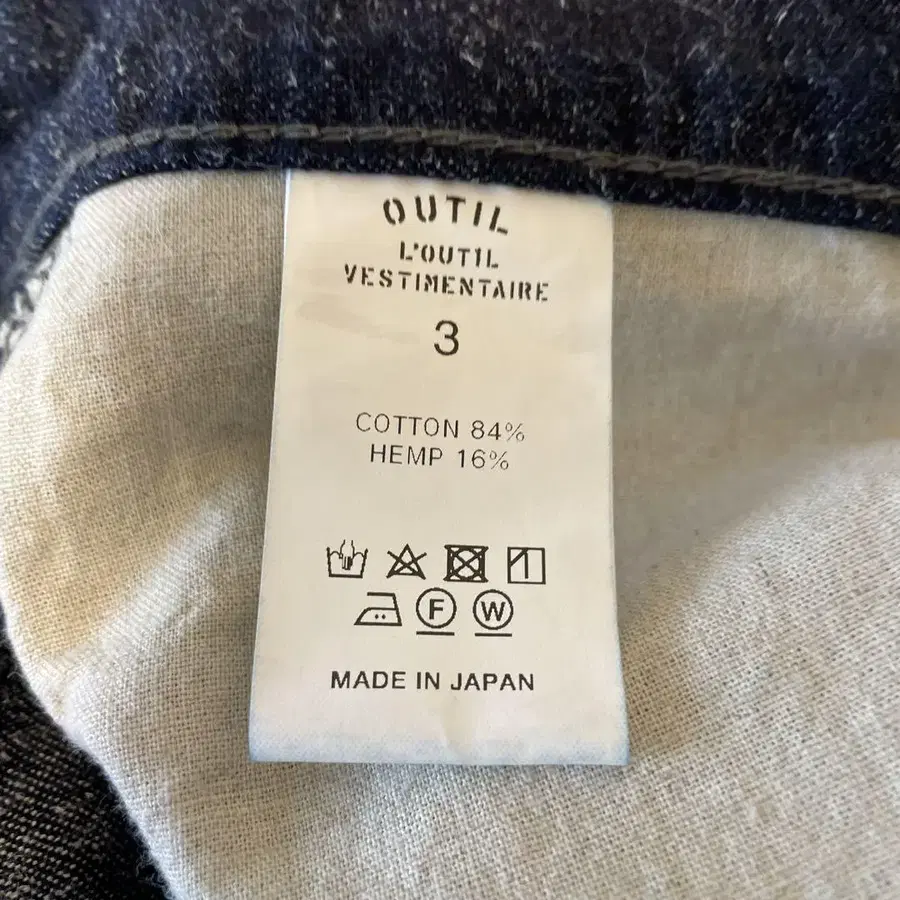 OUTIL
L'OUTIL
VESTIMENTAIRE
3
COTTON 84%
HEMP 16%
F W
MADE IN JAPAN